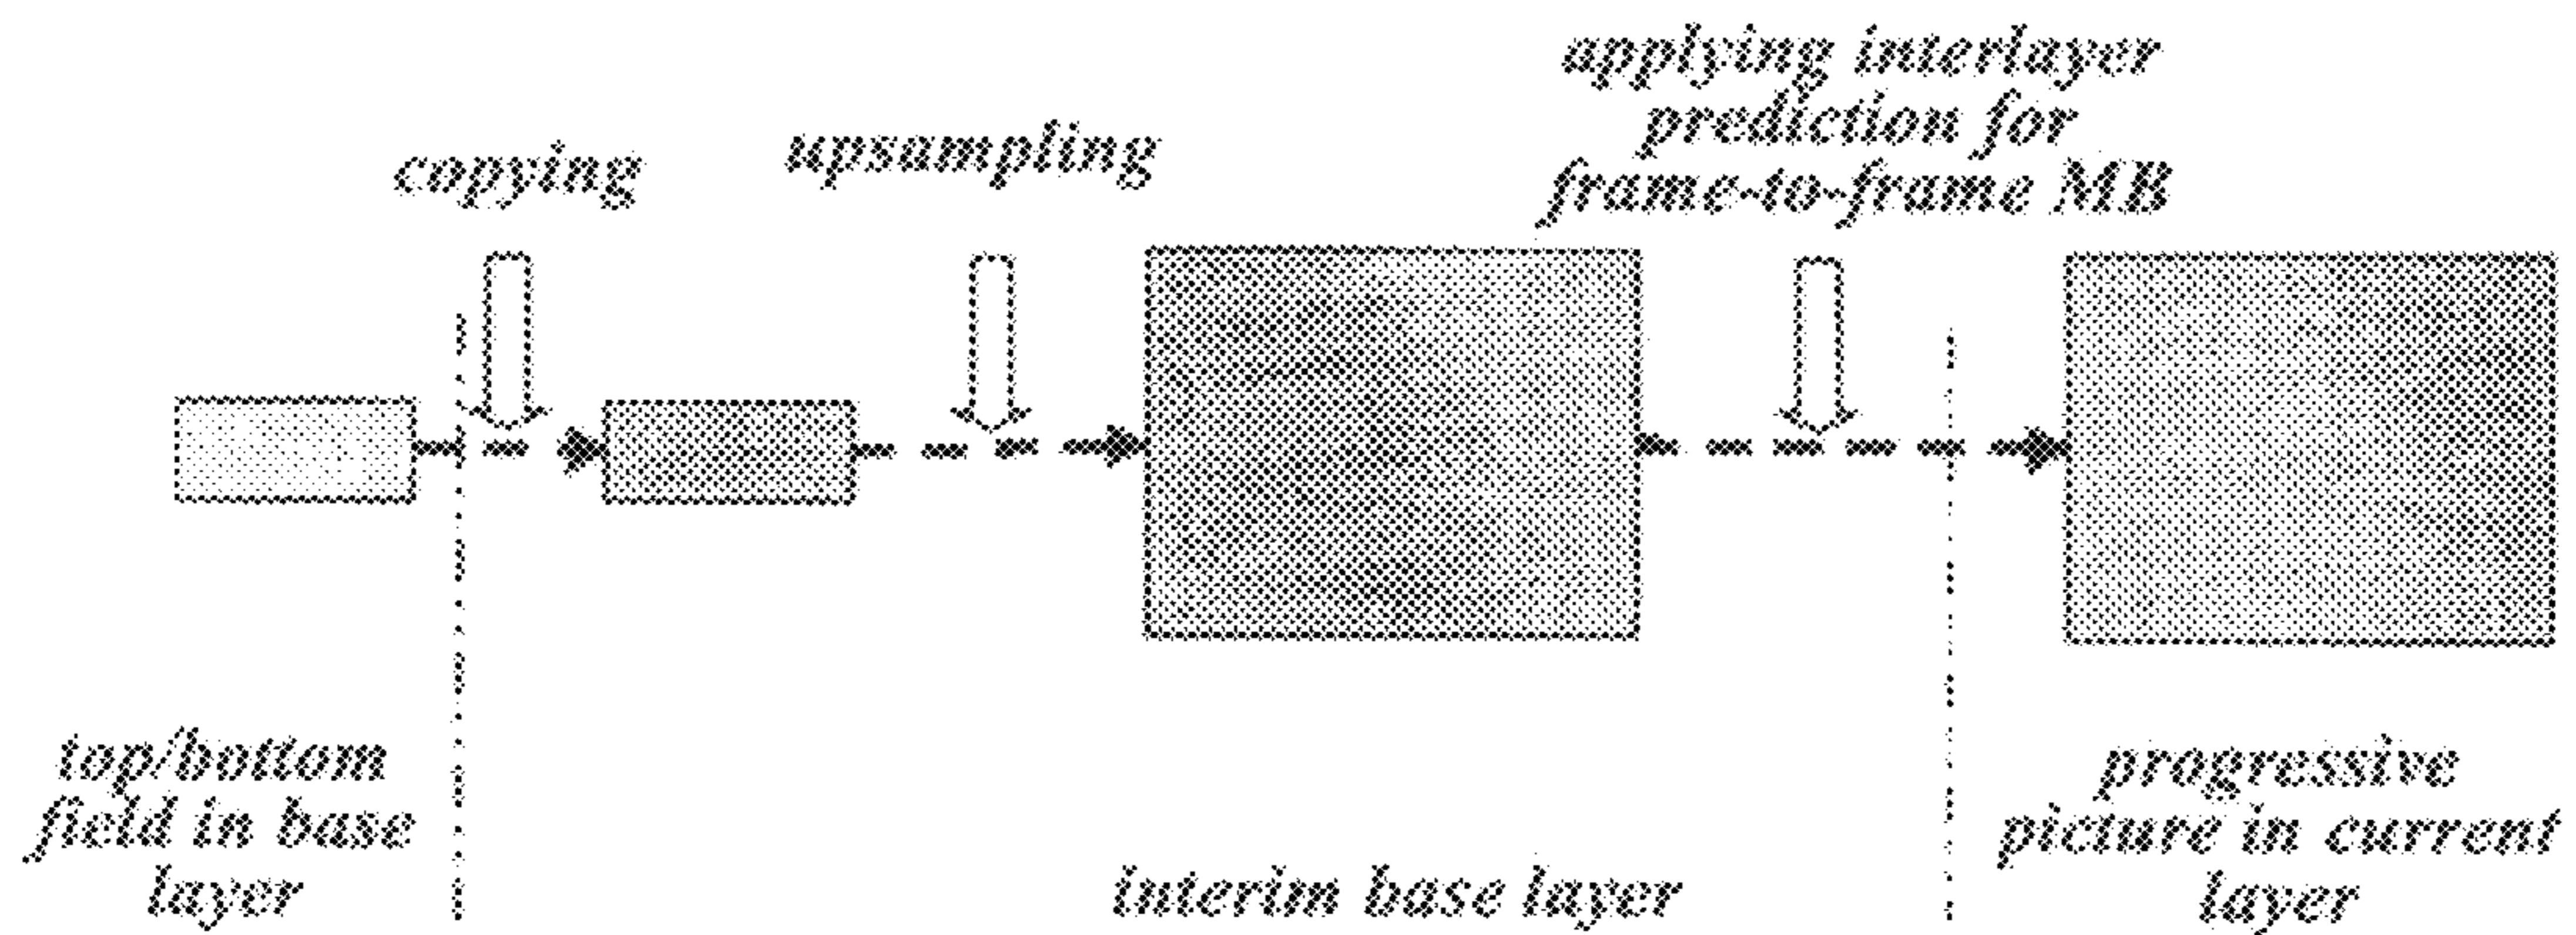 applying interlayer
prediction for
frame-to-frame MB
upsampling
copying
top/bottom
field in base
layer
interim base layer
progressive
picture in current
layer